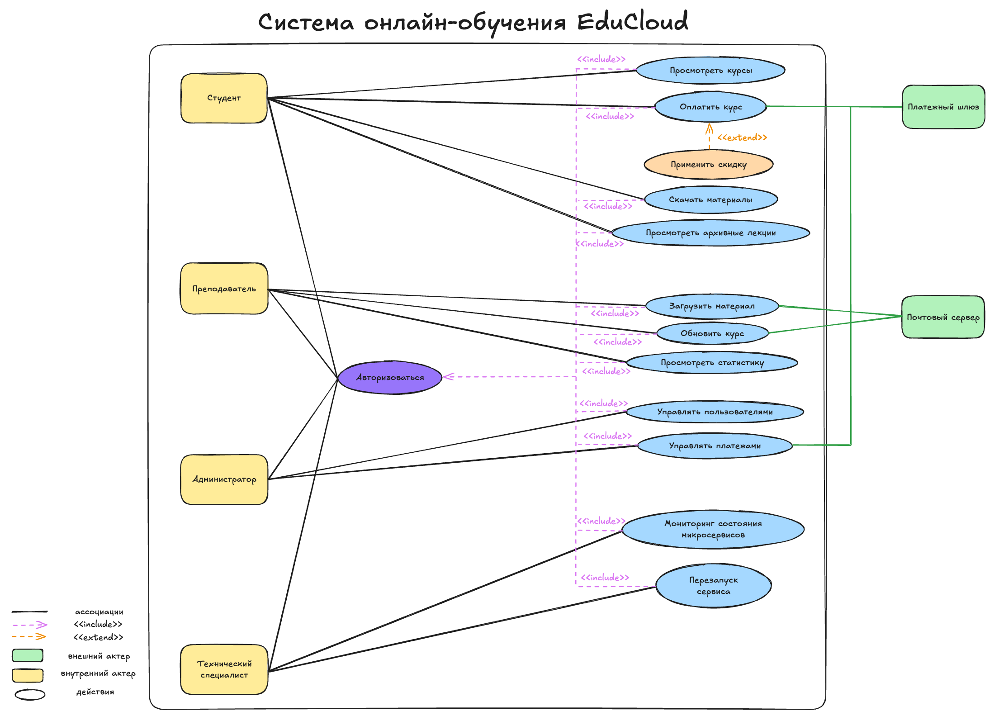 Система онлайн-обучения EduCloud
<<include>>
Просмотреть курсы
Студент
Оплатить курс
Платежный шлюз
<<include>>
<<extend>>
Применить скидку
Скачать материалы
<<include>>
Просмотреть архивные лекции
<<include>>
Преподаватель
Загрузить материал
<<include>>
Почтовый сервер
Обновить курс
<<include>>
Просмотреть статистику
<<include>>
Авторизоваться
<<include>>
Управлять пользователями
<<include>>
Управлять платежами
Администратор
<<include>>
Мониторинг состояния
микросервисов
<<include>>
Перезапуск
сервиса
Технический
специалист
ассоциации
<<include>>
<<extend>>
внешний актер
внутренний актер
действия